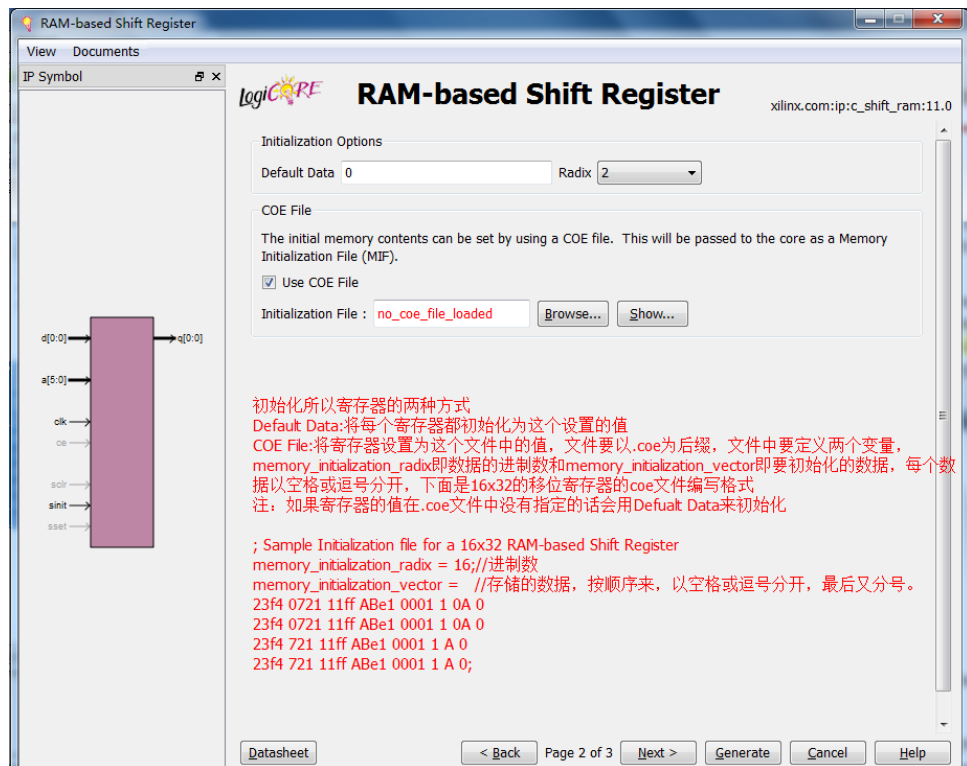 RAM-based Shift Register
View Documents
IP Symbol
logiCORE
RAM-based Shift Register
xilinx.com:ip:c_shift_ram:11.0
Initialization Options
Default Data 0 Radix 2
COE File
The initial memory contents can be set by using a COE file. This will be passed to the core as a Memory
Initialization File (MIF).
Use COE File
Initialization File : no_coe_file_loaded Browse... Show...
d[0:0]
q[0:0]
a[5:0]
clk
ce
sclr
sinit
sset
初始化所以寄存器的两种方式
Default Data:将每个寄存器都初始化为这个设置的值
COE File:将寄存器设置为这个文件中的值，文件要以.coe为后缀，文件中要定义两个变量，
memory_initialization_radix即数据的进制数和memory_initialization_vector即要初始化的数据，每个数
据以空格或逗号分开，下面是16x32的移位寄存器的coe文件编写格式
注：如果寄存器的值在.coe文件中没有指定的话会用Defualt Data来初始化
; Sample Initialization file for a 16x32 RAM-based Shift Register
memory_initialization_radix = 16;//进制数
memory_initialization_vector = //存储的数据，按顺序来，以空格或逗号分开，最后又分号。
23f4 0721 11ff ABe1 0001 1 0A 0
23f4 0721 11ff ABe1 0001 1 0A 0
23f4 721 11ff ABe1 0001 1 A 0
23f4 721 11ff ABe1 0001 1 A 0;
Datasheet < Back Page 2 of 3 Next > Generate Cancel Help